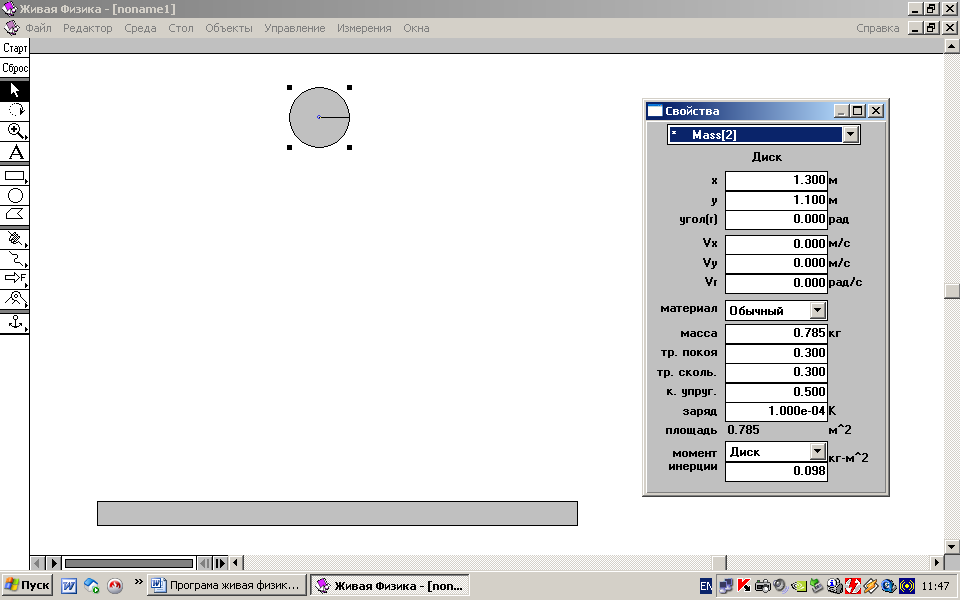 Живая Физика - [noname1]
Файл Редактор Среда Стол Объекты Управление Измерения Окна Справка
Старт
Сброс
A
F
Свойства
* Mass[2]
Диск
x 1.300 м
y 1.100 м
угол(r) 0.000 рад
Vx 0.000 м/с
Vy 0.000 м/с
Vr 0.000 рад/с
материал Обычный
масса 0.785 кг
тр. покоя 0.300
тр. сколь. 0.300
к. упруг. 0.500
заряд 1.000e-04 К
площадь 0.785 м^2
момент инерции Диск кг-м^2
0.098
Пуск
Програма живая физик...
Живая Физика - [non...
EN
11:47